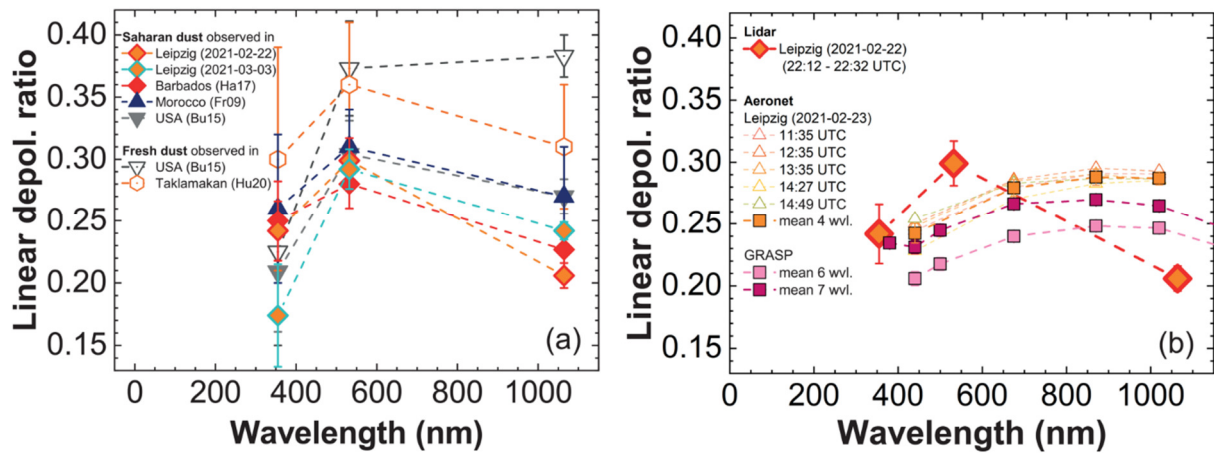 Linear depol. ratio
0.40
0.35
0.30
0.25
0.20
0.15
Saharan dust observed in
Leipzig (2021-02-22)
Leipzig (2021-03-03)
Barbados (Ha17)
Morocco (Fr09)
USA (Bu15)
Fresh dust observed in
USA (Bu15)
Taklamakan (Hu20)
(a)
0 200 400 600 800 1000
Wavelength (nm)
Linear depol. ratio
0.40
0.35
0.30
0.25
0.20
0.15
Lidar
Leipzig (2021-02-22)
(22:12 - 22:32 UTC)
Aeronet
Leipzig (2021-02-23)
11:35 UTC
12:35 UTC
13:35 UTC
14:27 UTC
14:49 UTC
mean 4 wvl.
GRASP
mean 6 wvl.
mean 7 wvl.
(b)
0 200 400 600 800 1000
Wavelength (nm)